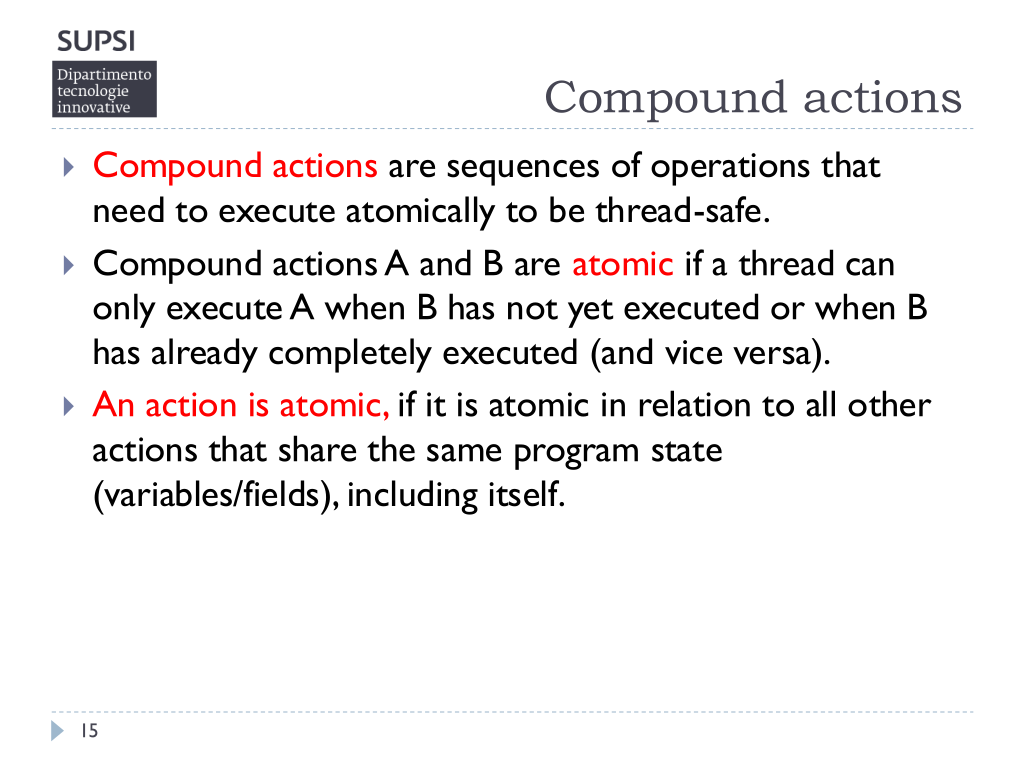 SUPSI
Dipartimento
tecnologie
innovative
Compound actions
Compound actions are sequences of operations that
need to execute atomically to be thread-safe.
Compound actions A and B are atomic if a thread can
only execute A when B has not yet executed or when B
has already completely executed (and vice versa).
An action is atomic, if it is atomic in relation to all other
actions that share the same program state
(variables/fields), including itself.
15